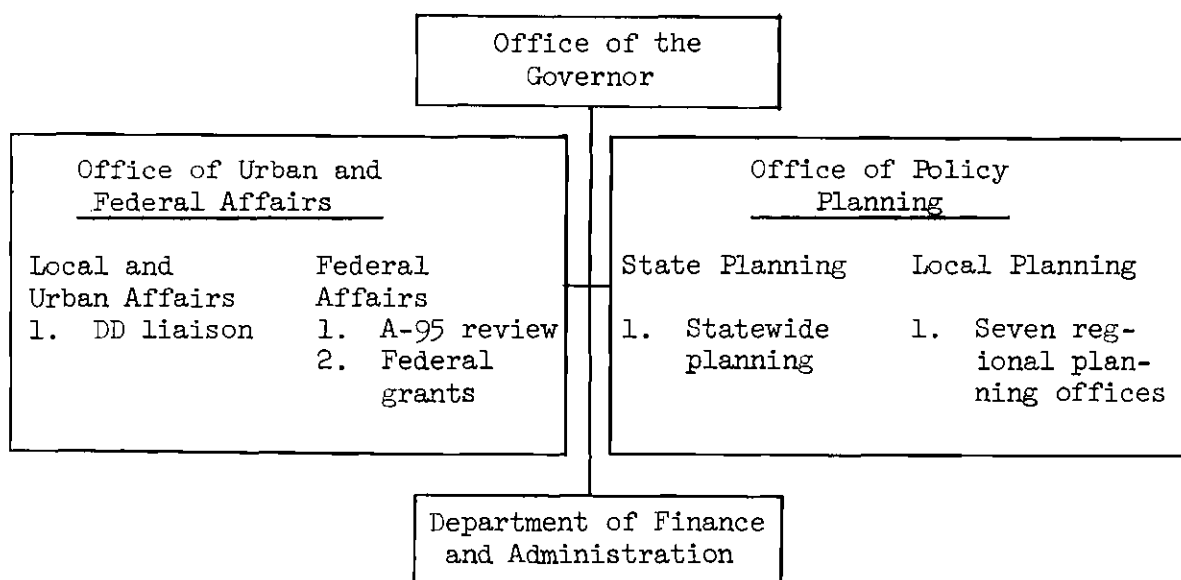 Office of the
Governor
Office of Urban and
Federal Affairs
Local and
Urban Affairs
1. DD liaison
Federal
Affairs
1. A-95 review
2. Federal
grants
Office of Policy
Planning
State Planning
1. Statewide
planning
Local Planning
1. Seven reg-
ional plan-
ning offices
Department of Finance
and Administration